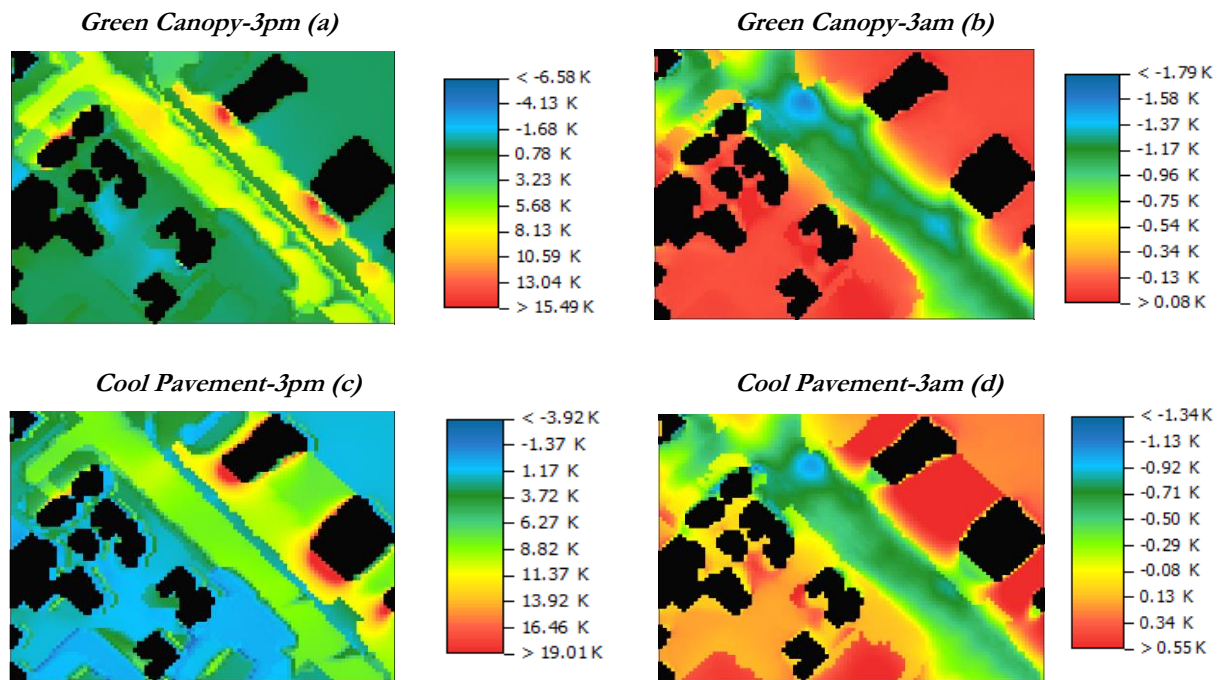 Green Canopy-3pm (a)
Green Canopy-3am (b)
< -6.58 K
-4.13 K
-1.68 K
0.78 K
3.23 K
5.68 K
8.13 K
10.59 K
13.04 K
> 15.49 K
< -1.79 K
-1.58 K
-1.37 K
-1.17 K
-0.96 K
-0.75 K
-0.54 K
-0.34 K
-0.13 K
> 0.08 K
Cool Pavement-3pm (c)
Cool Pavement-3am (d)
< -3.92 K
-1.37 K
1.17 K
3.72 K
6.27 K
8.82 K
11.37 K
13.92 K
16.46 K
> 19.01 K
< -1.34 K
-1.13 K
-0.92 K
-0.71 K
-0.50 K
-0.29 K
-0.08 K
0.13 K
0.34 K
> 0.55 K